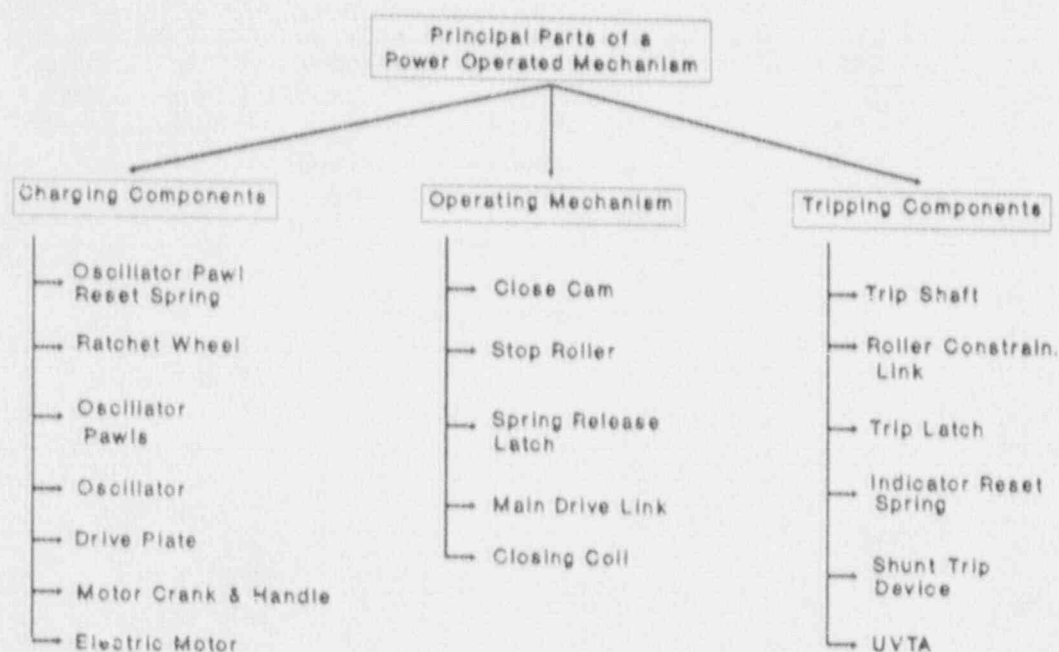 Principal Parts of a
Power Operated Mechanism
Charging Components
Oscillator Pawl
Reset Spring
Ratchet Wheel
Oscillator
Pawls
Oscillator
Drive Plate
Motor Crank & Handle
Electric Motor
Operating Mechanism
Close Cam
Stop Roller
Spring Release
Latch
Main Drive Link
Closing Coil
Tripping Components
Trip Shaft
Roller Constrain.
Link
Trip Latch
Indicator Reset
Spring
Shunt Trip
Device
UVTA